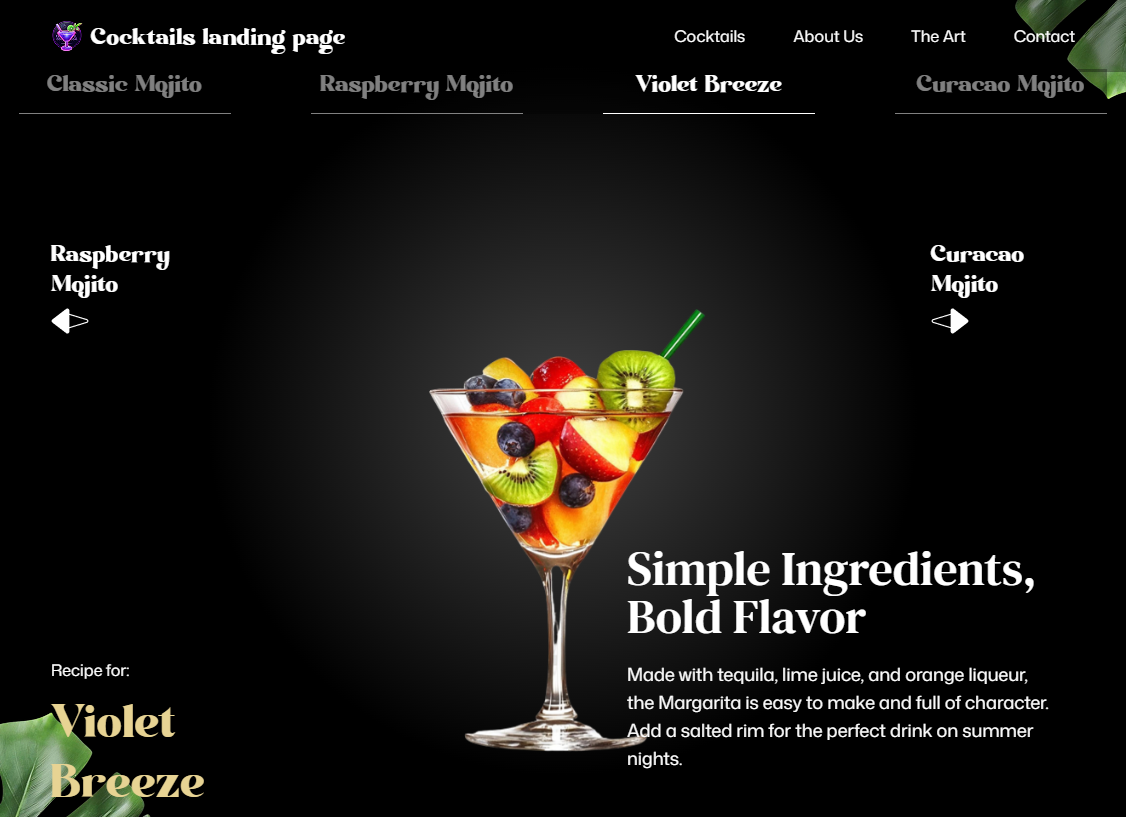 Cocktails landing page
Cocktails
About Us
The Art
Contact
Classic Mojito
Raspberry Mojito
Violet Breeze
Curacao Mojito
Raspberry
Mojito
Curacao
Mojito
Simple Ingredients,
Bold Flavor
Made with tequila, lime juice, and orange liqueur,
the Margarita is easy to make and full of character.
Add a salted rim for the perfect drink on summer
nights.
Recipe for:
Violet
Breeze